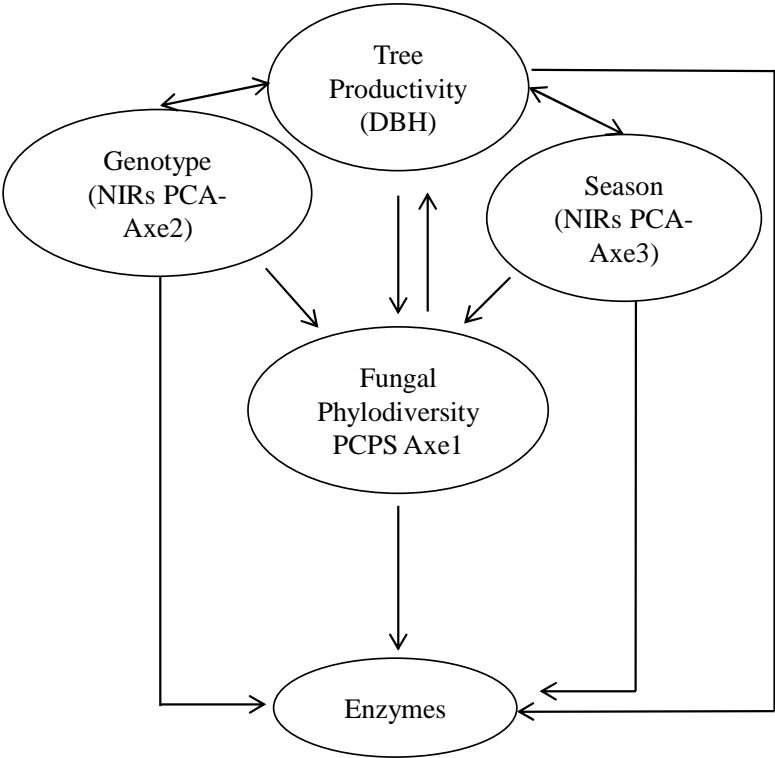 Tree
Productivity
(DBH)
Genotype
(NIRs PCA-
Axe2)
Season
(NIRs PCA-
Axe3)
Fungal
Phylodiversity
PCPS Axe1
Enzymes